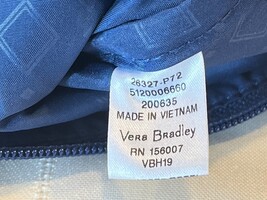 26327-P72
5120006660
200635
MADE IN VIETNAM
Vera Bradley
RN 156007
VBH19